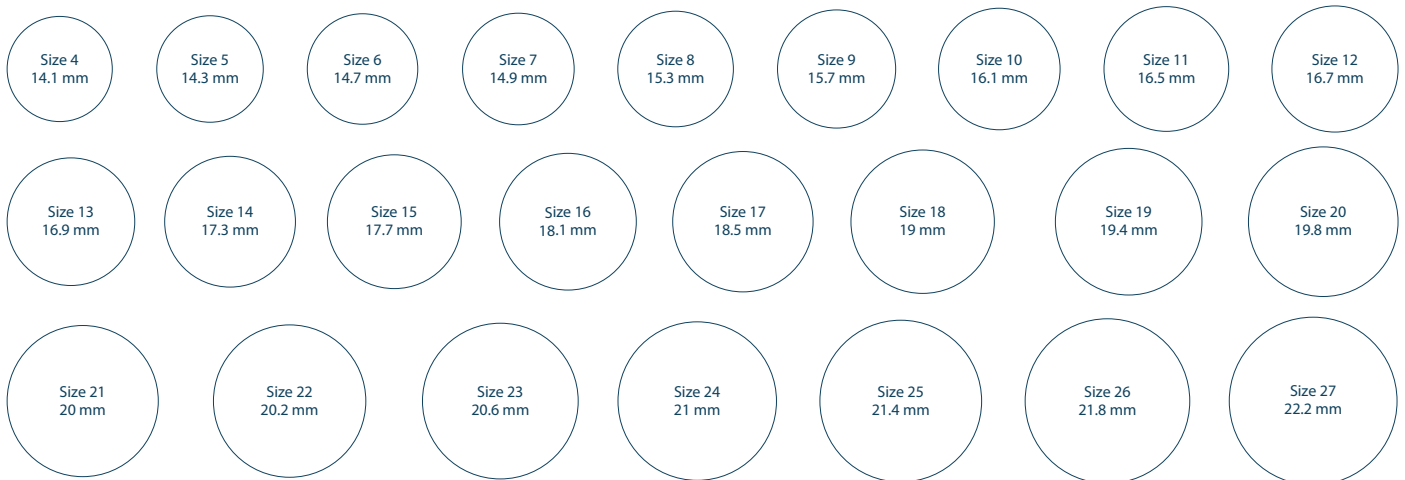 Size 4
14.1 mm
Size 5
14.3 mm
Size 6
14.7 mm
Size 7
14.9 mm
Size 8
15.3 mm
Size 9
15.7 mm
Size 10
16.1 mm
Size 11
16.5 mm
Size 12
16.7 mm
Size 13
16.9 mm
Size 14
17.3 mm
Size 15
17.7 mm
Size 16
18.1 mm
Size 17
18.5 mm
Size 18
19 mm
Size 19
19.4 mm
Size 20
19.8 mm
Size 21
20 mm
Size 22
20.2 mm
Size 23
20.6 mm
Size 24
21 mm
Size 25
21.4 mm
Size 26
21.8 mm
Size 27
22.2 mm